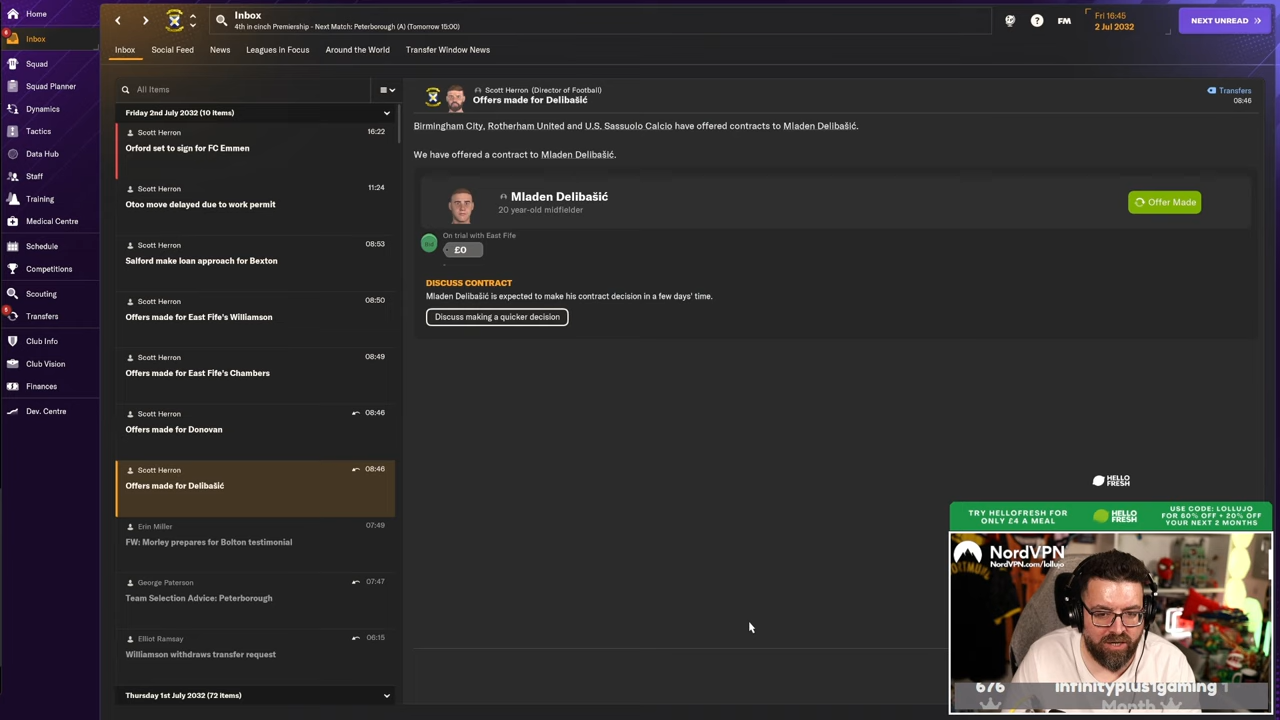 Home
6
Inbox
Squad
Squad Planner
Dynamics
Tactics
Data Hub
Staff
Training
Medical Centre
Schedule
Competitions
Scouting
5
Transfers
Club Info
Club Vision
Finances
Dev. Centre
Inbox
4th in cinch Premiership - Next Match: Peterborough (A) (Tomorrow 15:00)
?
FM
Fri 16:45
2 Jul 2032
NEXT UNREAD
Inbox
Social Feed
News
Leagues in Focus
Around the World
Transfer Window News
All Items
Friday 2nd July 2032 (10 Items)
Scott Herron
16:22
Orford set to sign for FC Emmen
Scott Herron
11:24
Otoo move delayed due to work permit
Scott Herron
08:53
Salford make loan approach for Bexton
Scott Herron
08:50
Offers made for East Fife's Williamson
Scott Herron
08:49
Offers made for East Fife's Chambers
Scott Herron
08:46
Offers made for Donovan
Scott Herron
08:46
Offers made for Delibašić
Erin Miller
07:49
FW: Morley prepares for Bolton testimonial
George Paterson
07:47
Team Selection Advice: Peterborough
Elliot Ramsay
06:15
Williamson withdraws transfer request
Thursday 1st July 2032 (72 Items)
Scott Herron (Director of Football)
Offers made for Delibašić
Transfers
08:46
Birmingham City, Rotherham United and U.S. Sassuolo Calcio have offered contracts to Mladen Delibašić.
We have offered a contract to Mladen Delibašić.
Mladen Delibašić
20 year-old midfielder
Offer Made
On trial with East Fife
£0
-
DISCUSS CONTRACT
Mladen Delibašić is expected to make his contract decision in a few days' time.
Discuss making a quicker decision
HELLO
FRESH
TRY HELLOFRESH FOR
ONLY £4 A MEAL
HELLO
FRESH
USE CODE: LOLLUJO
FOR 60% OFF + 20% OFF
YOUR NEXT 2 MONTHS
NordVPN
NordVPN.com/lollujo
676
infinityplus1gaming 1
Month